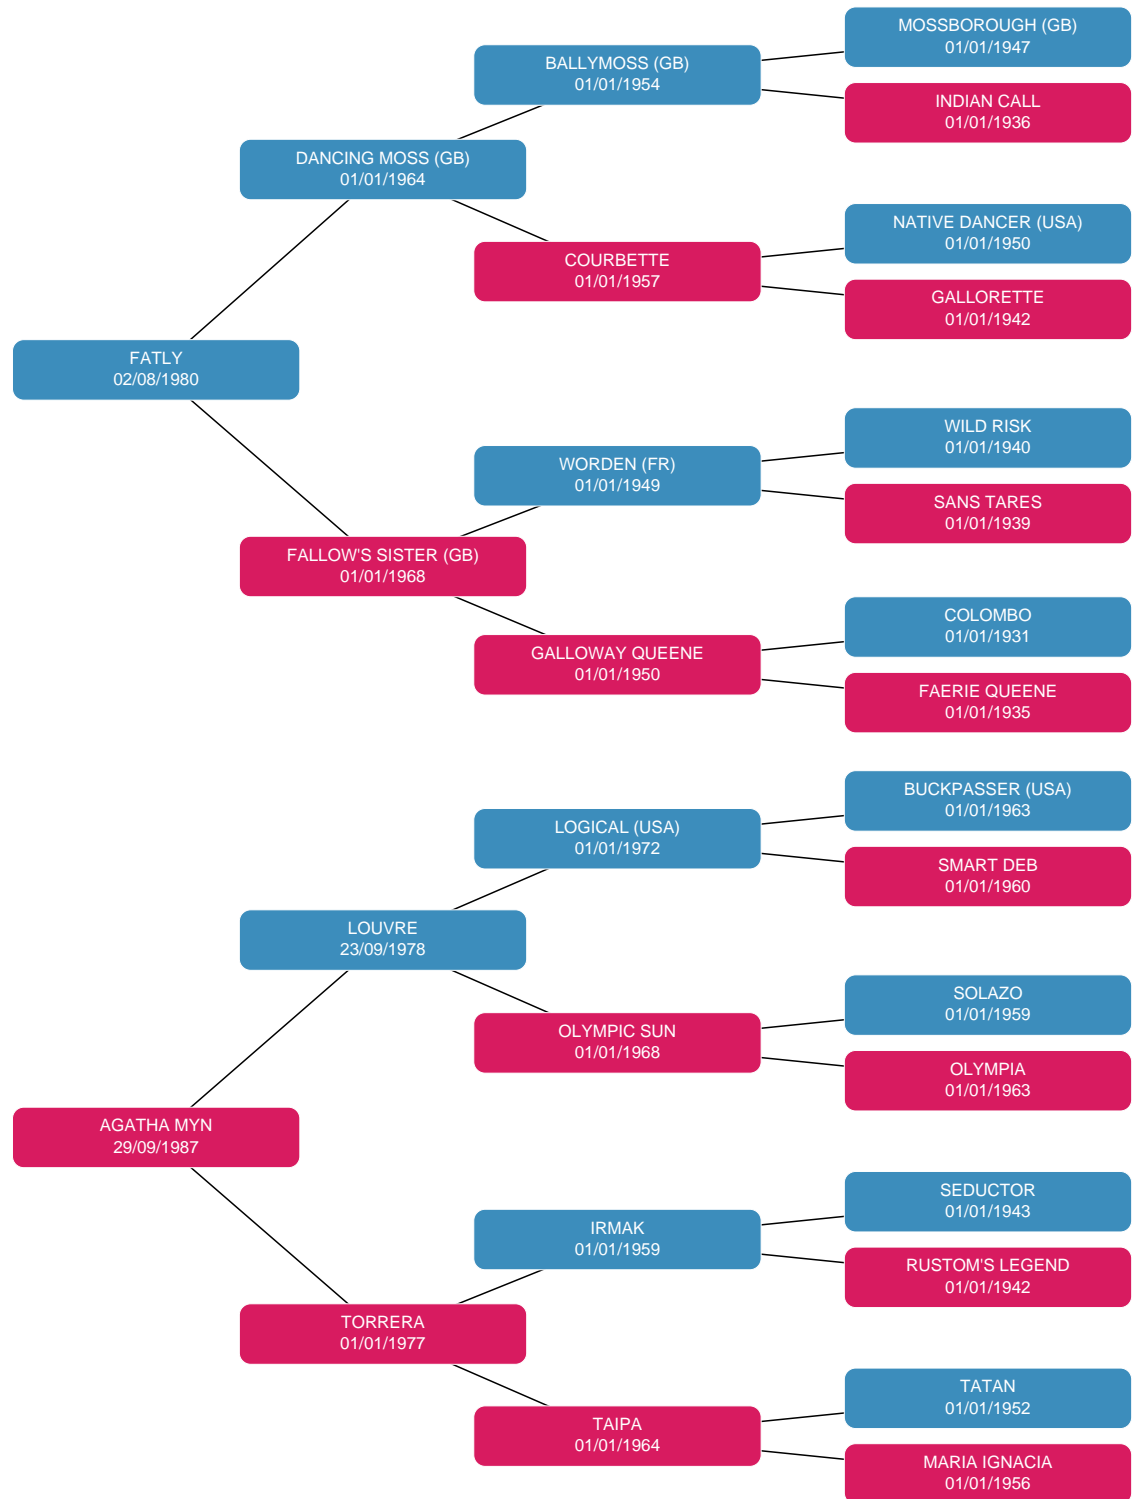 MOSSBOROUGH (GB)
01/01/1947
BALLYMOSS (GB)
01/01/1954
INDIAN CALL
01/01/1936
DANCING MOSS (GB)
01/01/1964
NATIVE DANCER (USA)
01/01/1950
COURBETTE
01/01/1957
GALLORETTE
01/01/1942
FATLY
02/08/1980
WILD RISK
01/01/1940
WORDEN (FR)
01/01/1949
SANS TARES
01/01/1939
FALLOW'S SISTER (GB)
01/01/1968
COLOMBO
01/01/1931
GALLOWAY QUEENE
01/01/1950
FAERIE QUEENE
01/01/1935
BUCKPASSER (USA)
01/01/1963
LOGICAL (USA)
01/01/1972
SMART DEB
01/01/1960
LOUVRE
23/09/1978
SOLAZO
01/01/1959
OLYMPIC SUN
01/01/1968
OLYMPIA
01/01/1963
AGATHA MYN
29/09/1987
SEDUCTOR
01/01/1943
IRMAK
01/01/1959
RUSTOM'S LEGEND
01/01/1942
TORRERA
01/01/1977
TATAN
01/01/1952
TAIPA
01/01/1964
MARIA IGNACIA
01/01/1956